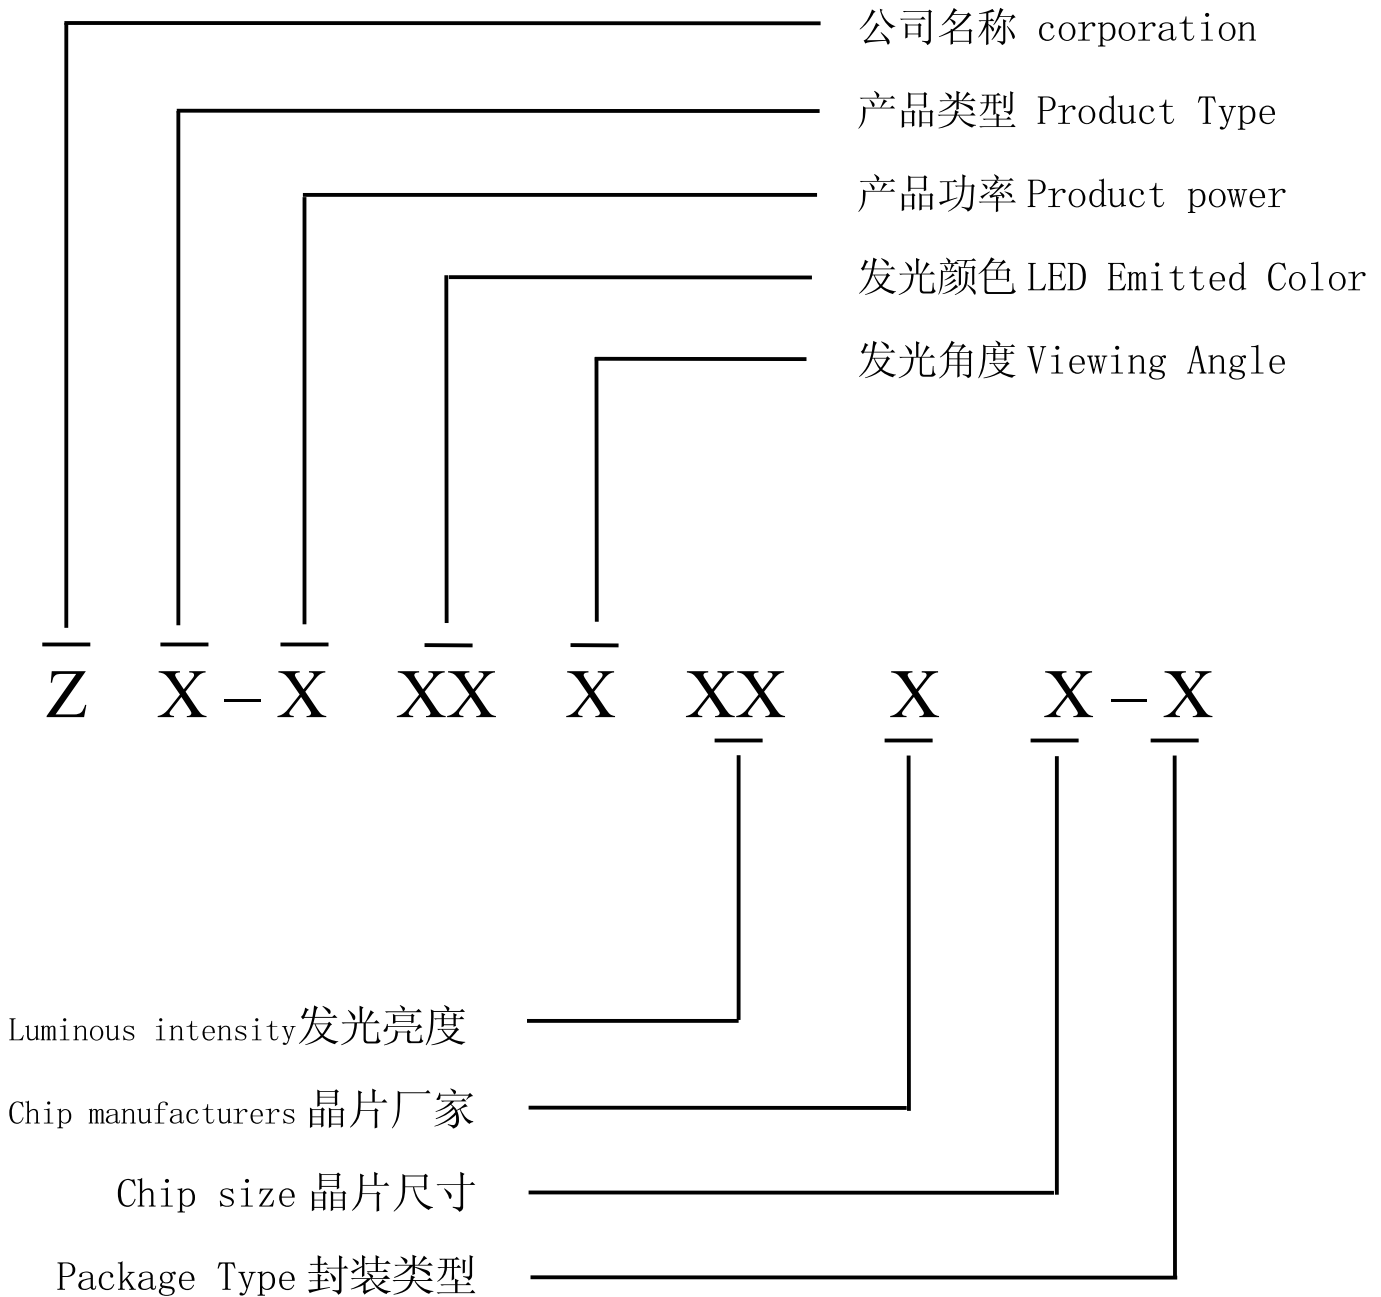 公司名称 corporation
产品类型 Product Type
产品功率 Product power
发光颜色 LED Emitted Color
发光角度 Viewing Angle
Z X－X XX X XX X X－X
Luminous intensity发光亮度
Chip manufacturers 晶片厂家
Chip size 晶片尺寸
Package Type 封装类型